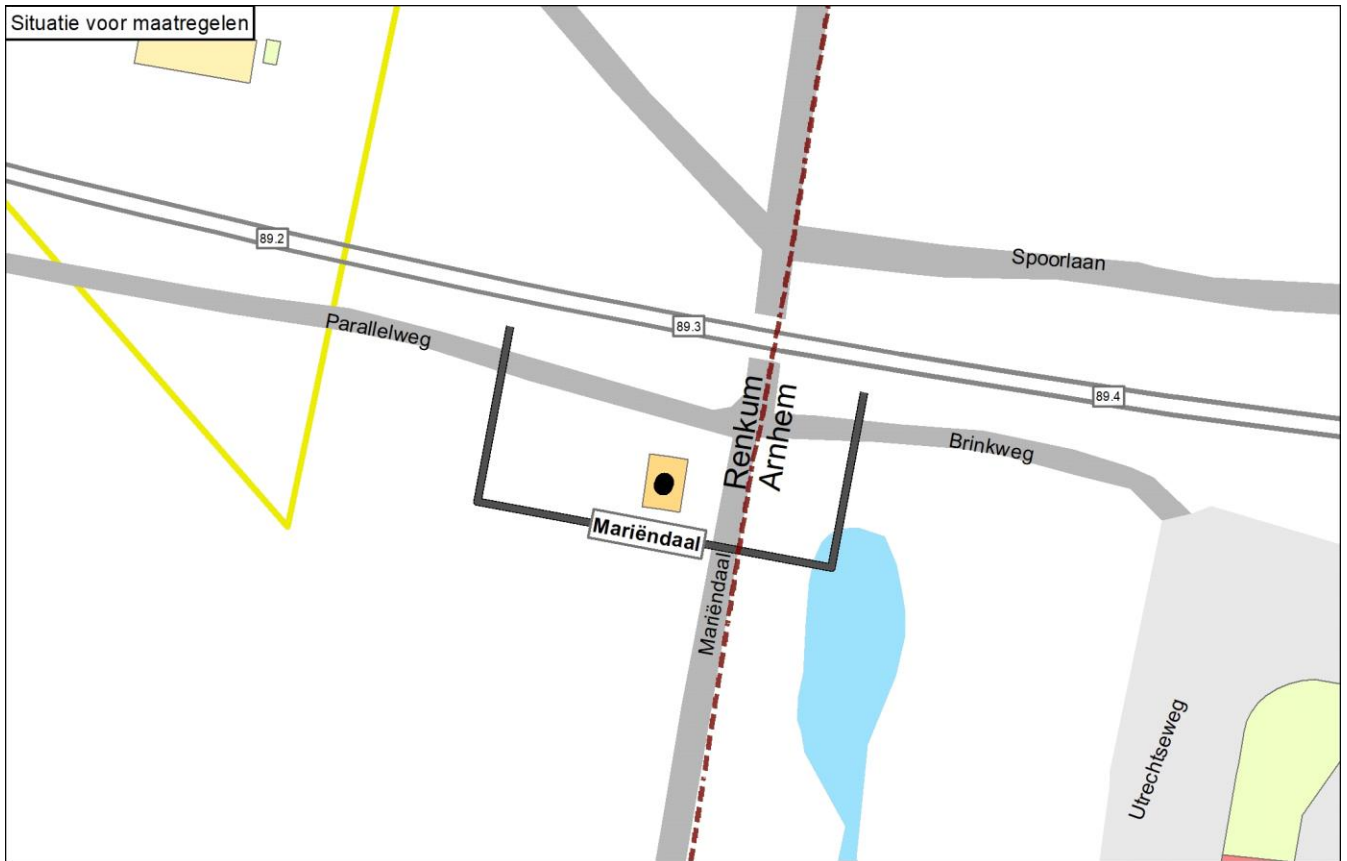 Situatie voor maatregelen
Spoorlaan
89.2
89.3
89.4
Parallelweg
Renkum
Arnhem
Brinkweg
Mariëndaal
Mariëndaal
Utrechtseweg